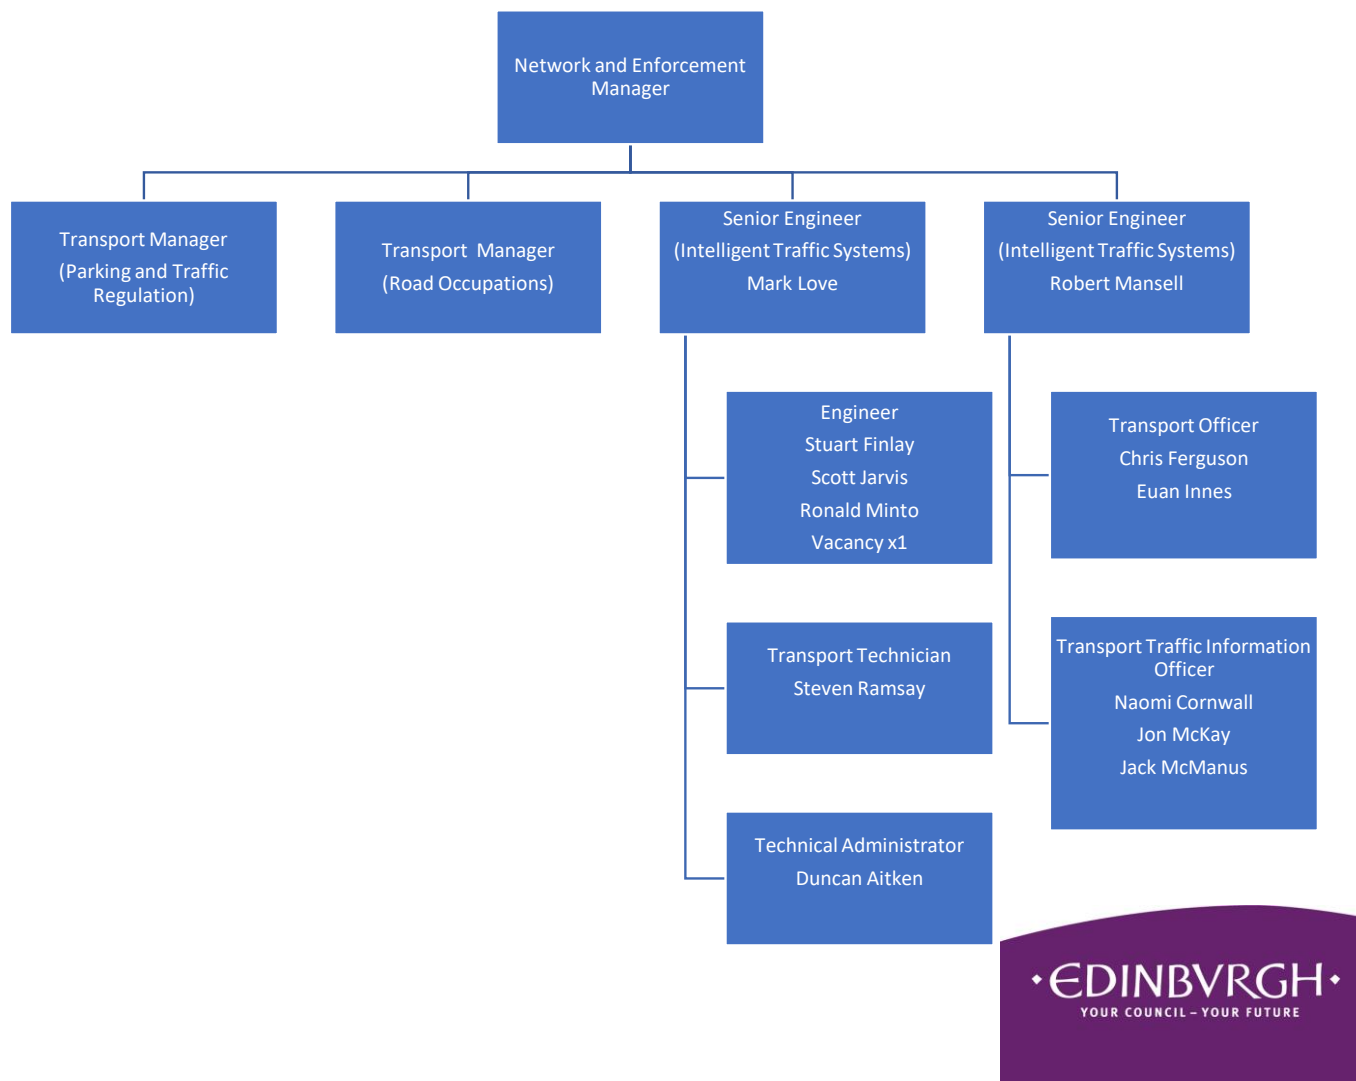 Network and Enforcement
Manager
Transport Manager
(Parking and Traffic
Regulation)
Transport Manager
(Road Occupations)
Senior Engineer
(Intelligent Traffic Systems)
Mark Love
Senior Engineer
(Intelligent Traffic Systems)
Robert Mansell
Engineer
Stuart Finlay
Scott Jarvis
Ronald Minto
Vacancy x1
Transport Officer
Chris Ferguson
Euan Innes
Transport Technician
Steven Ramsay
Transport Traffic Information
Officer
Naomi Cornwall
Jon McKay
Jack McManus
Technical Administrator
Duncan Aitken
·EDINBVRGH·
YOUR COUNCIL – YOUR FUTURE